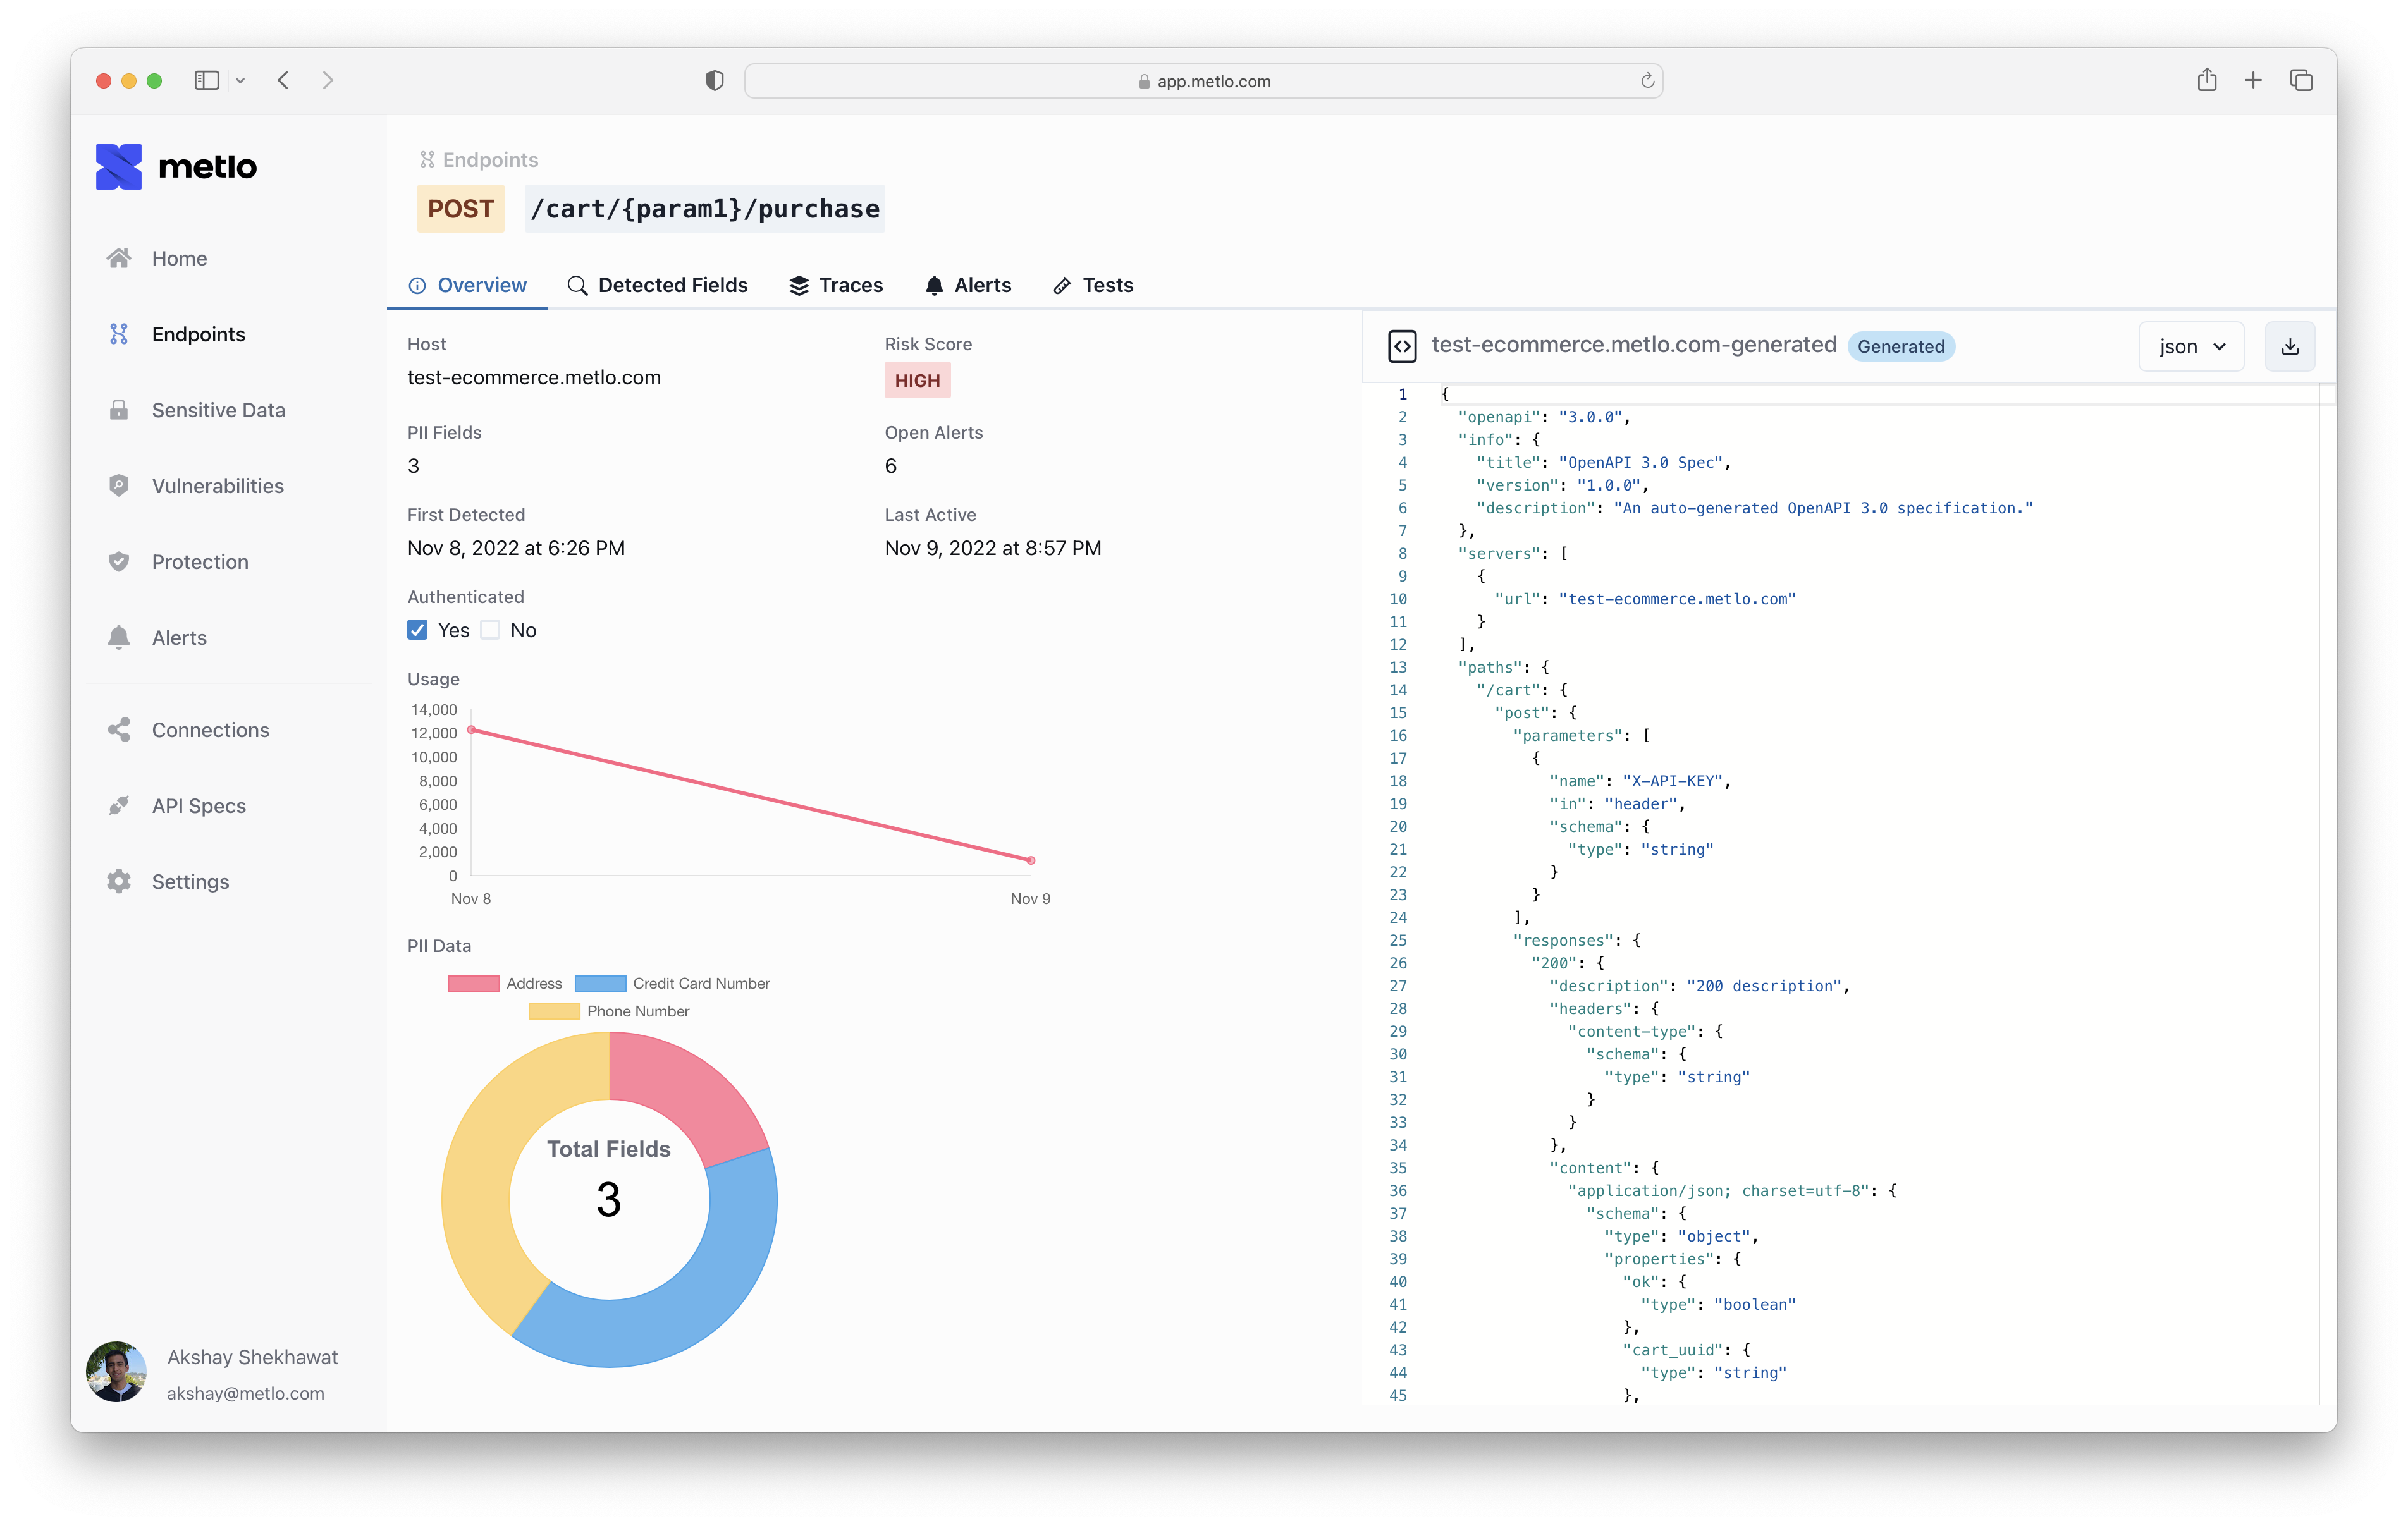 app.metlo.com
metlo
Home
Endpoints
Sensitive Data
Vulnerabilities
Protection
Alerts
Connections
API Specs
Settings
Akshay Shekhawat
akshay@metlo.com
Endpoints
POST /cart/{param1}/purchase
Overview Detected Fields Traces Alerts Tests
Host
test-ecommerce.metlo.com
Risk Score
HIGH
PII Fields
3
Open Alerts
6
First Detected
Nov 8, 2022 at 6:26 PM
Last Active
Nov 9, 2022 at 8:57 PM
Authenticated
Yes No
Usage
14,000
12,000
10,000
8,000
6,000
4,000
2,000
0
Nov 8 Nov 9
PII Data
Address Credit Card Number
Phone Number
Total Fields
3
test-ecommerce.metlo.com-generated Generated json
1 {
2 "openapi": "3.0.0",
3 "info": {
4 "title": "OpenAPI 3.0 Spec",
5 "version": "1.0.0",
6 "description": "An auto-generated OpenAPI 3.0 specification."
7 },
8 "servers": [
9 {
10 "url": "test-ecommerce.metlo.com"
11 }
12 ],
13 "paths": {
14 "/cart": {
15 "post": {
16 "parameters": [
17 {
18 "name": "X-API-KEY",
19 "in": "header",
20 "schema": {
21 "type": "string"
22 }
23 }
24 ],
25 "responses": {
26 "200": {
27 "description": "200 description",
28 "headers": {
29 "content-type": {
30 "schema": {
31 "type": "string"
32 }
33 }
34 },
35 "content": {
36 "application/json; charset=utf-8": {
37 "schema": {
38 "type": "object",
39 "properties": {
40 "ok": {
41 "type": "boolean"
42 },
43 "cart_uuid": {
44 "type": "string"
45 },